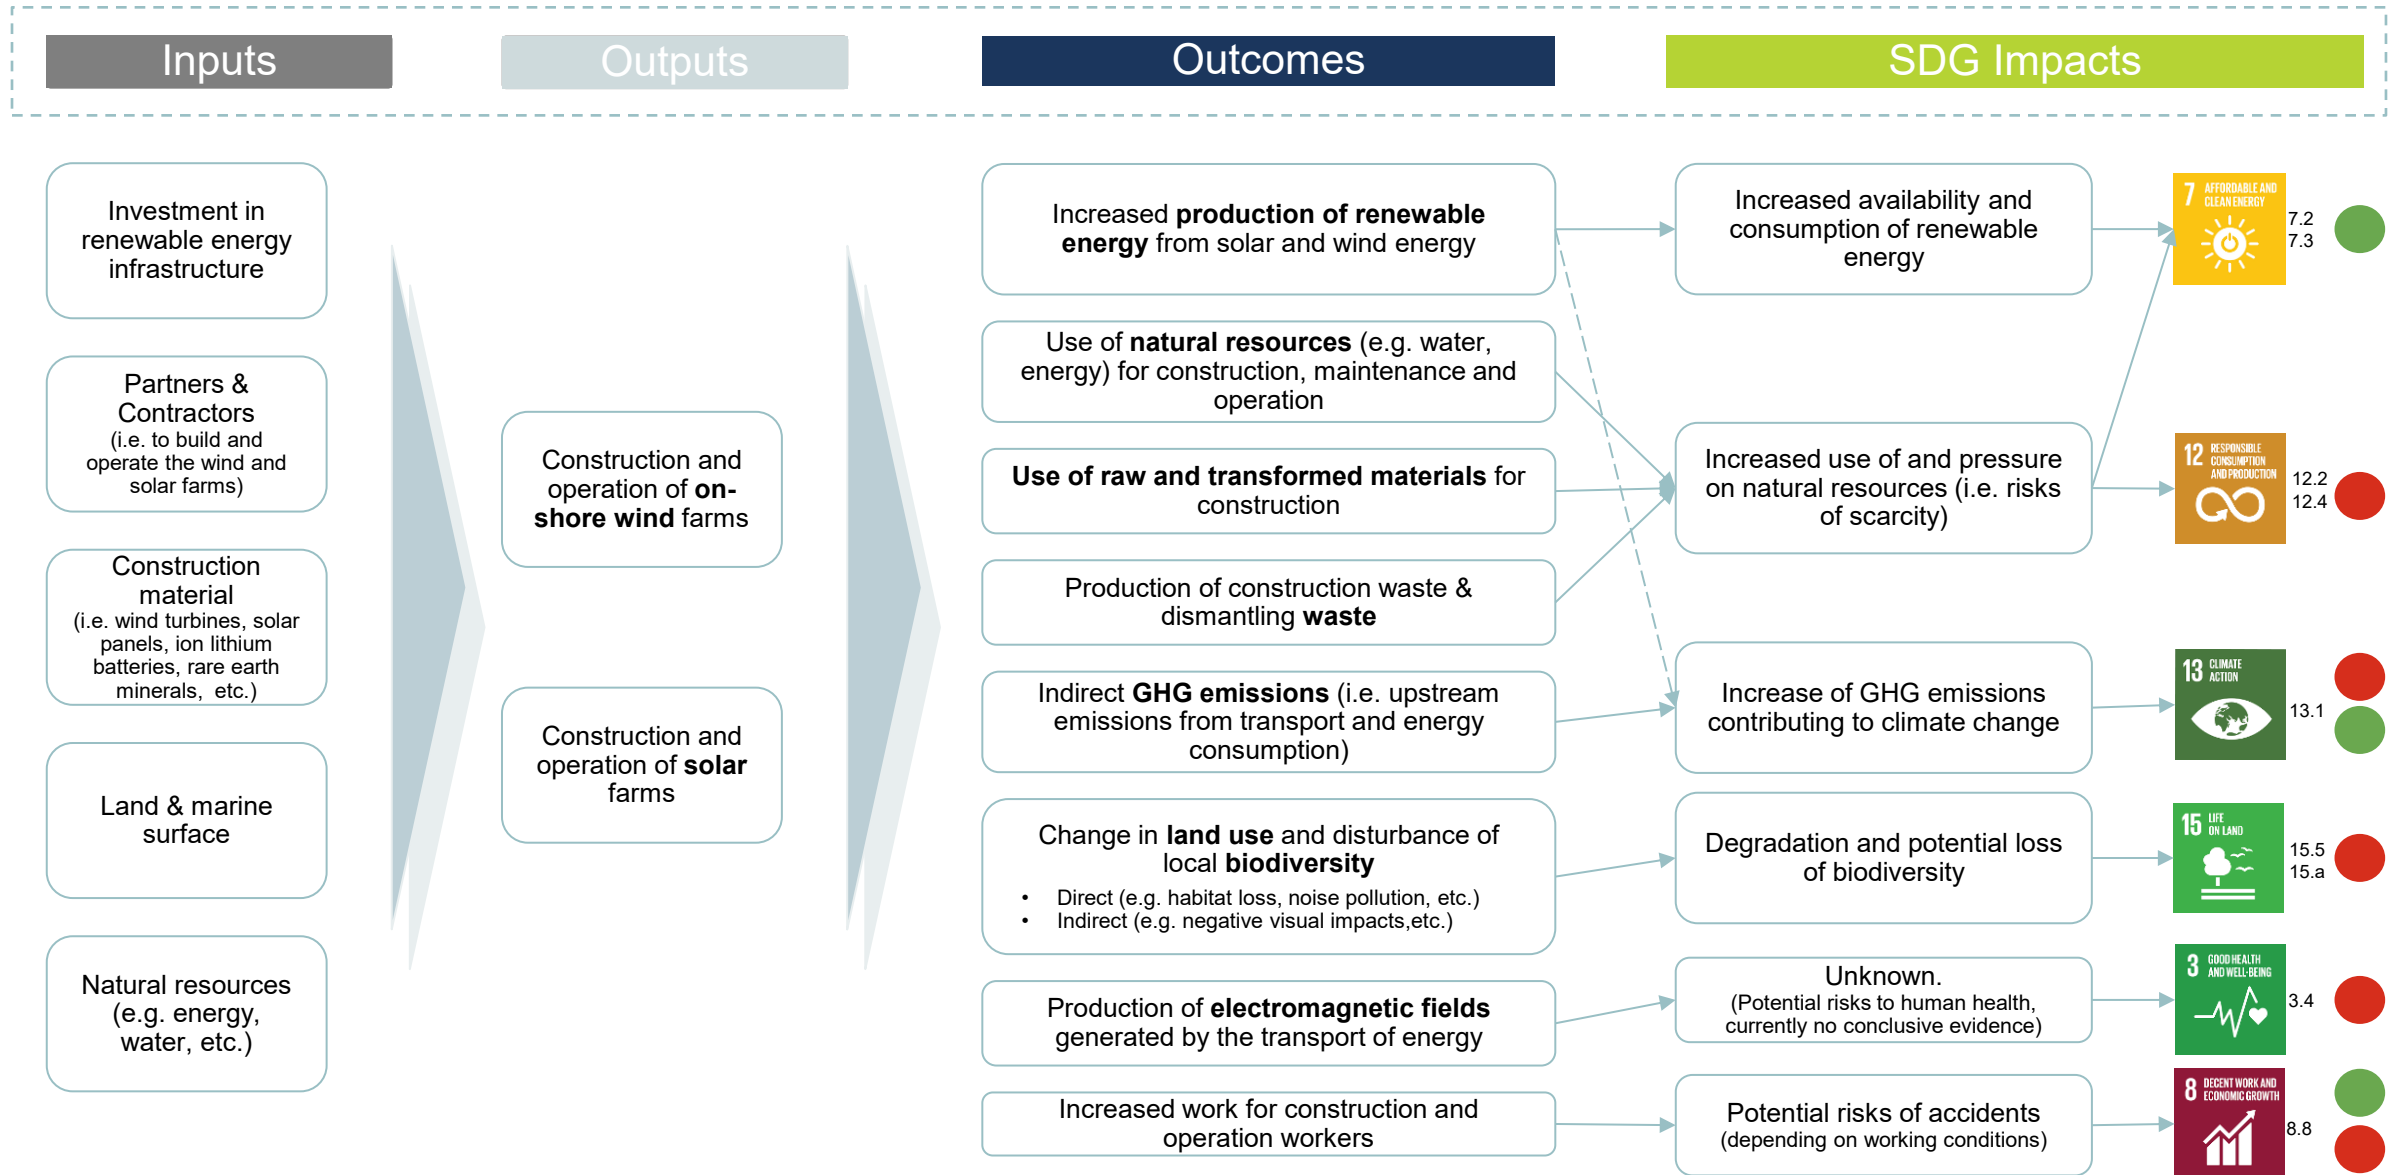 Inputs
Outputs
Outcomes
SDG Impacts
Investment in
renewable energy
infrastructure
Partners &
Contractors
(i.e. to build and
operate the wind and
solar farms)
Construction
material
(i.e. wind turbines, solar
panels, ion lithium
batteries, rare earth
minerals, etc.)
Land & marine
surface
Natural resources
(e.g. energy,
water, etc.)
Construction and
operation of on-
shore wind farms
Construction and
operation of solar
farms
Increased production of renewable
energy from solar and wind energy
Use of natural resources (e.g. water,
energy) for construction, maintenance and
operation
Use of raw and transformed materials for
construction
Production of construction waste &
dismantling waste
Indirect GHG emissions (i.e. upstream
emissions from transport and energy
consumption)
Change in land use and disturbance of
local biodiversity
• Direct (e.g. habitat loss, noise pollution, etc.)
• Indirect (e.g. negative visual impacts,etc.)
Production of electromagnetic fields
generated by the transport of energy
Increased work for construction and
operation workers
Increased availability and
consumption of renewable
energy
Increased use of and pressure
on natural resources (i.e. risks
of scarcity)
Increase of GHG emissions
contributing to climate change
Degradation and potential loss
of biodiversity
Unknown.
(Potential risks to human health,
currently no conclusive evidence)
Potential risks of accidents
(depending on working conditions)
7 AFFORDABLE AND
CLEAN ENERGY
7.2
7.3
12 RESPONSIBLE
CONSUMPTION
AND PRODUCTION
12.2
12.4
13 CLIMATE
ACTION
13.1
15 LIFE
ON LAND
15.5
15.a
3 GOOD HEALTH
AND WELL-BEING
3.4
8 DECENT WORK AND
ECONOMIC GROWTH
8.8